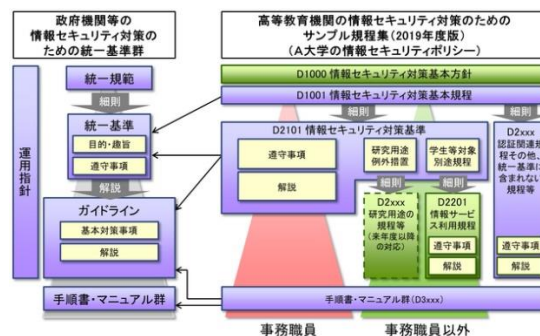 政府機関等の
情報セキュリティ対策の
ための統一基準群
高等教育機関の情報セキュリティ対策のための
サンプル規程集(2019年度版)
(A大学の情報セキュリティポリシー)
運用指針
統一規範
細則
統一基準
目的・趣旨
遵守事項
解説
ガイドライン
基本対策事項
解説
手順書・マニュアル群
D1000 情報セキュリティ対策基本方針
D1001 情報セキュリティ対策基本規程
細則
細則
細則
D2101 情報セキュリティ対策基準
遵守事項
解説
研究用途
例外措置
学生等対象
別途規程
細則
細則
D2xxx
研究用途の
規程等
(来年度以降
の対応)
D2201
情報サービ
ス利用規程
遵守事項
解説
D2xxx
認証関連規
程その他、
統一基準に
含まれない
規程等
遵守事項
解説
手順書・マニュアル群(D3xxx)
事務職員
事務職員以外